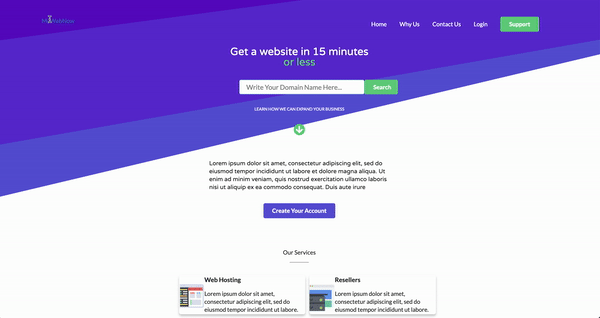 Home Why Us Contact Us Login Support
Get a website in 15 minutes
or less
Write Your Domain Name Here... Search
LEARN HOW WE CAN EXPAND YOUR BUSINESS
Lorem ipsum dolor sit amet, consectetur adipiscing elit, sed do
eiusmod tempor incididunt ut labore et dolore magna aliqua. Ut
enim ad minim veniam, quis nostrud exercitation ullamco laboris
nisi ut aliquip ex ea commodo consequat. Duis aute irure
Create Your Account
Our Services
Web Hosting
Lorem ipsum dolor sit amet,
consectetur adipiscing elit, sed do
eiusmod tempor incididunt ut labore.
Resellers
Lorem ipsum dolor sit amet,
consectetur adipiscing elit, sed do
eiusmod tempor incididunt ut labore.